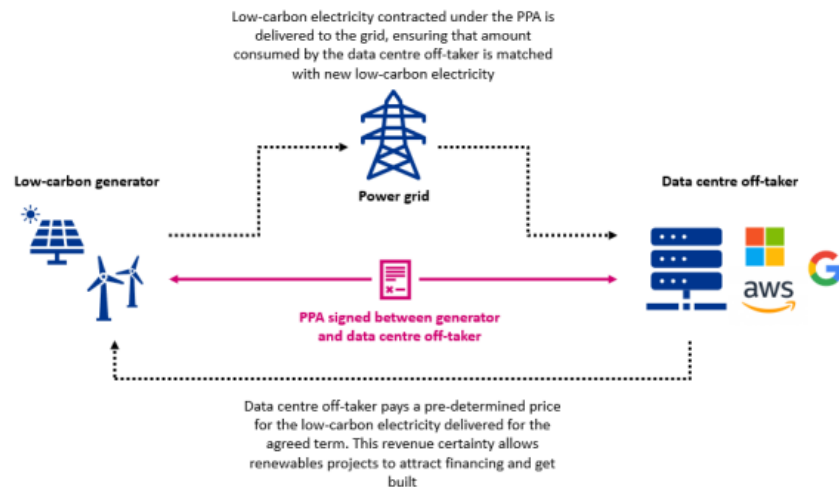 Low-carbon electricity contracted under the PPA is
delivered to the grid, ensuring that amount
consumed by the data centre off-taker is matched
with new low-carbon electricity
Low-carbon generator
Power grid
Data centre off-taker
aws
G
PPA signed between generator
and data centre off-taker
Data centre off-taker pays a pre-determined price
for the low-carbon electricity delivered for the
agreed term. This revenue certainty allows
renewables projects to attract financing and get
built